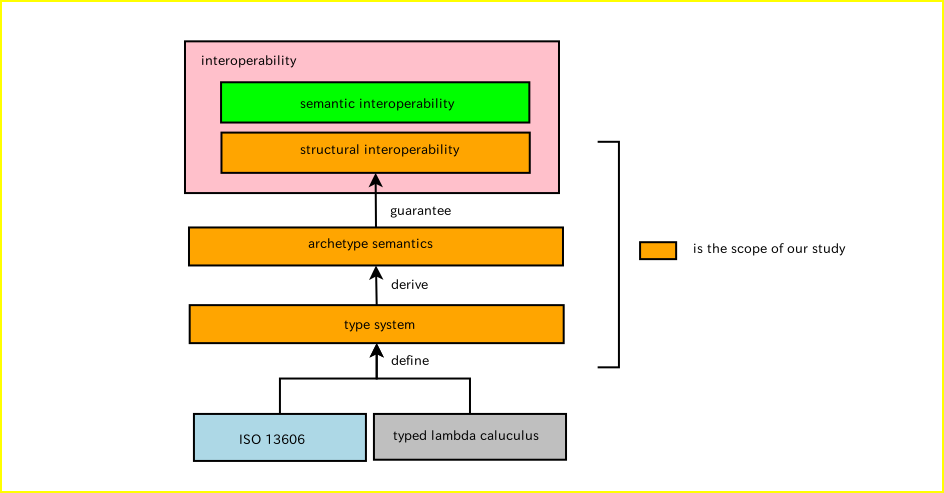 interoperability
semantic interoperability
structural interoperability
guarantee
archetype semantics
is the scope of our study
derive
type system
define
ISO 13606
typed lambda caluculus